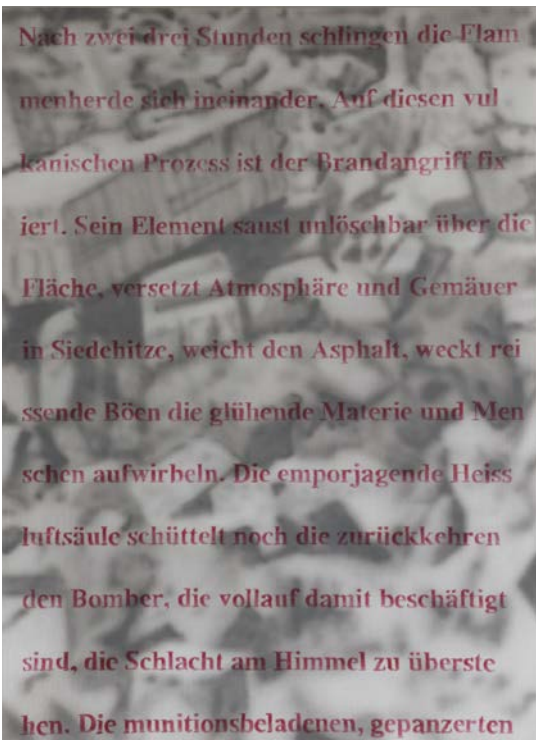 Nach zwei drei Stunden schlingen die Flam
menherde sich ineinander. Auf diesen vul
kanischen Prozess ist der Brandangriff fix
iert. Sein Element saust unlöschbar über die
Fläche, versetzt Atmosphäre und Gemäuer
in Siedehitze, weicht den Asphalt, weckt rei
ssende Böen die glühende Materie und Men
schen aufwirbeln. Die emporjagende Heiss
luftsäule schüttelt noch die zurückkehren
den Bomber, die vollauf damit beschäftigt
sind, die Schlacht am Himmel zu überste
hen. Die munitionsbeladenen, gepanzerten